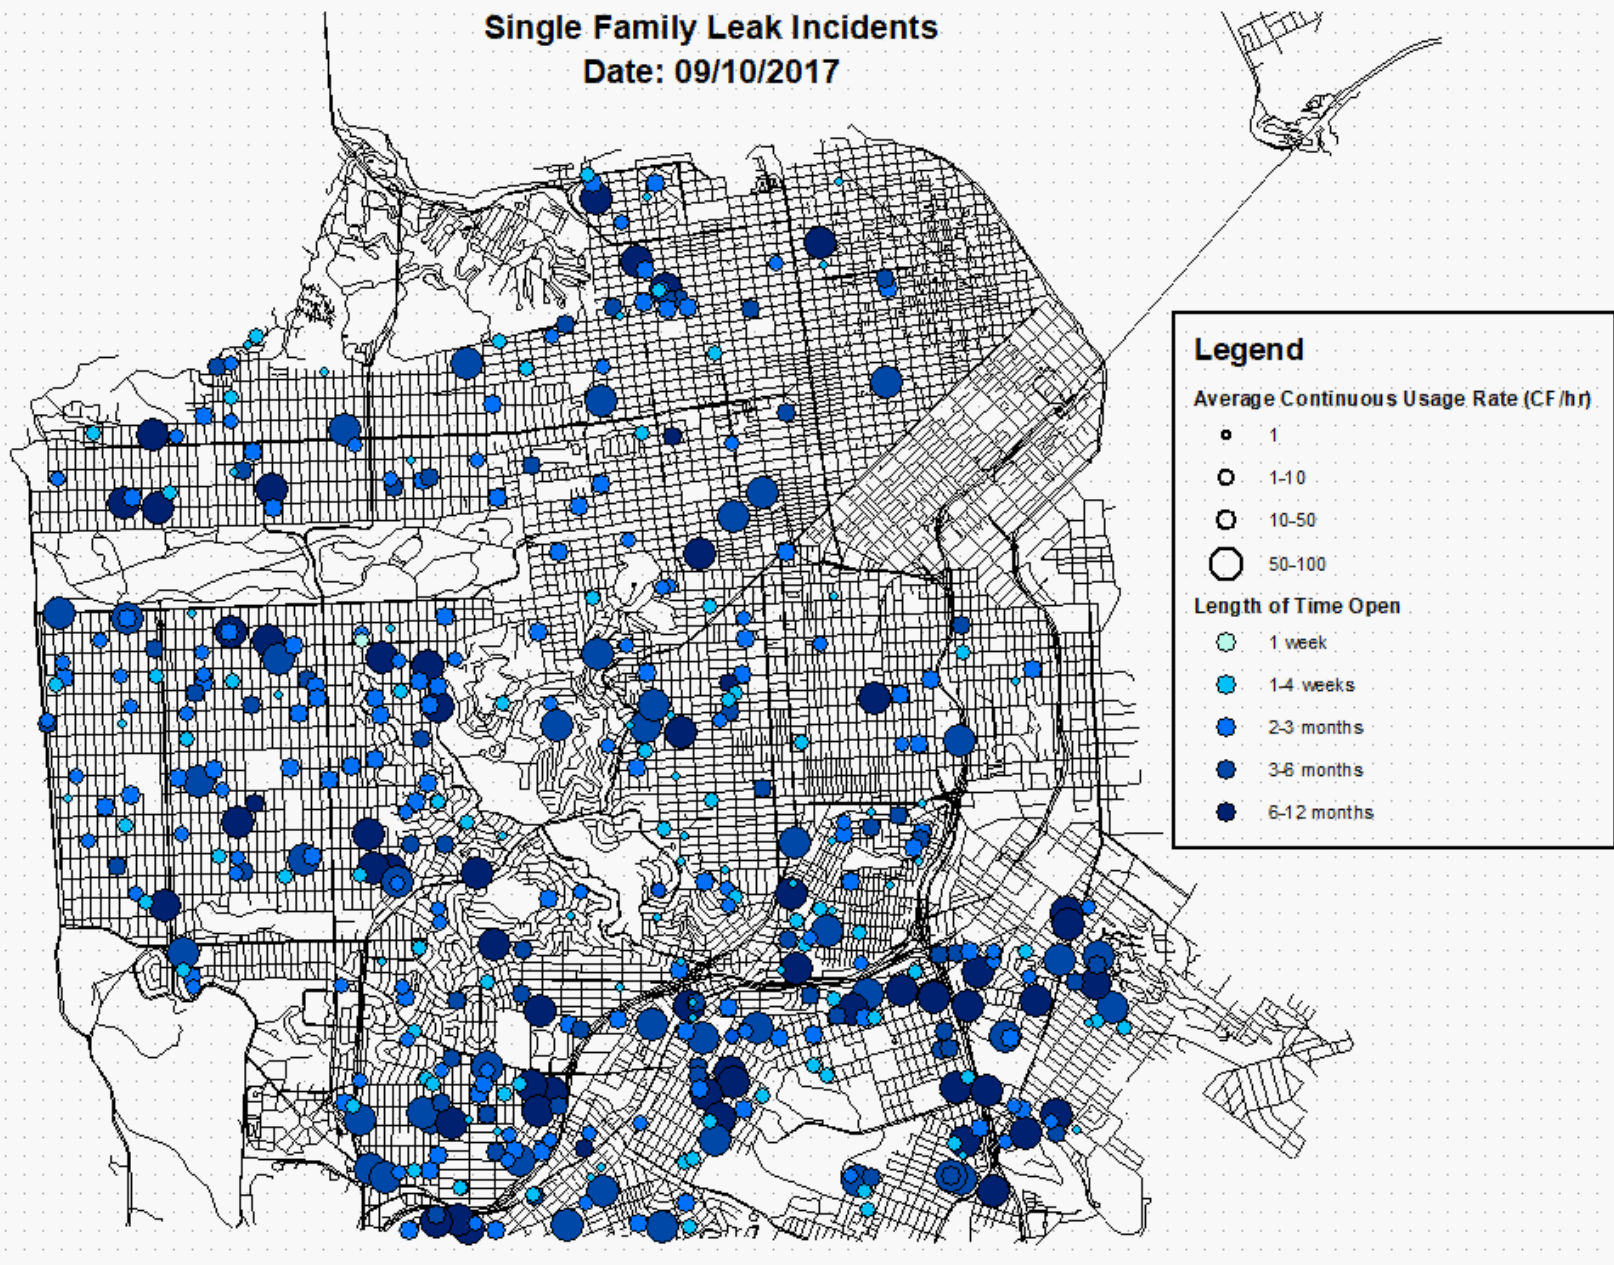 Single Family Leak Incidents
Date: 09/10/2017
Legend
Average Continuous Usage Rate (CF/hr)
1
1-10
10-50
50-100
Length of Time Open
1 week
1-4 weeks
2-3 months
3-6 months
6-12 months